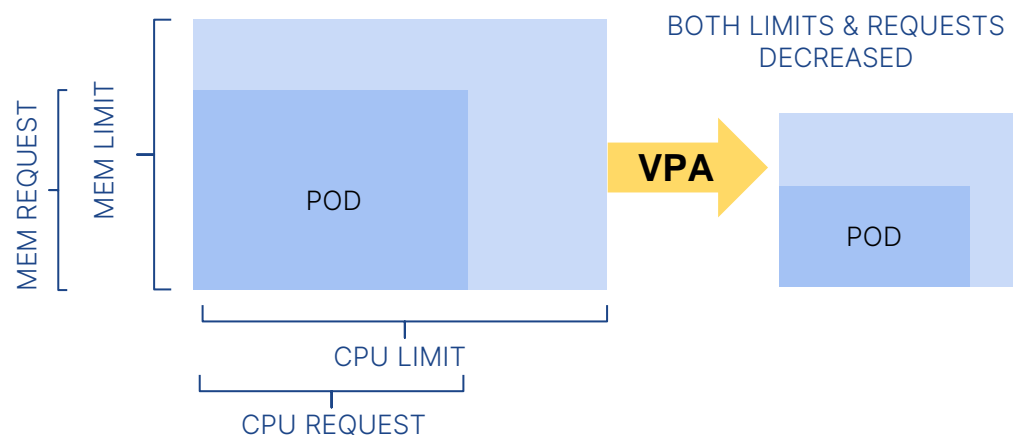 BOTH LIMITS & REQUESTS
DECREASED
MEM REQUEST
MEM LIMIT
POD
VPA
POD
CPU LIMIT
CPU REQUEST